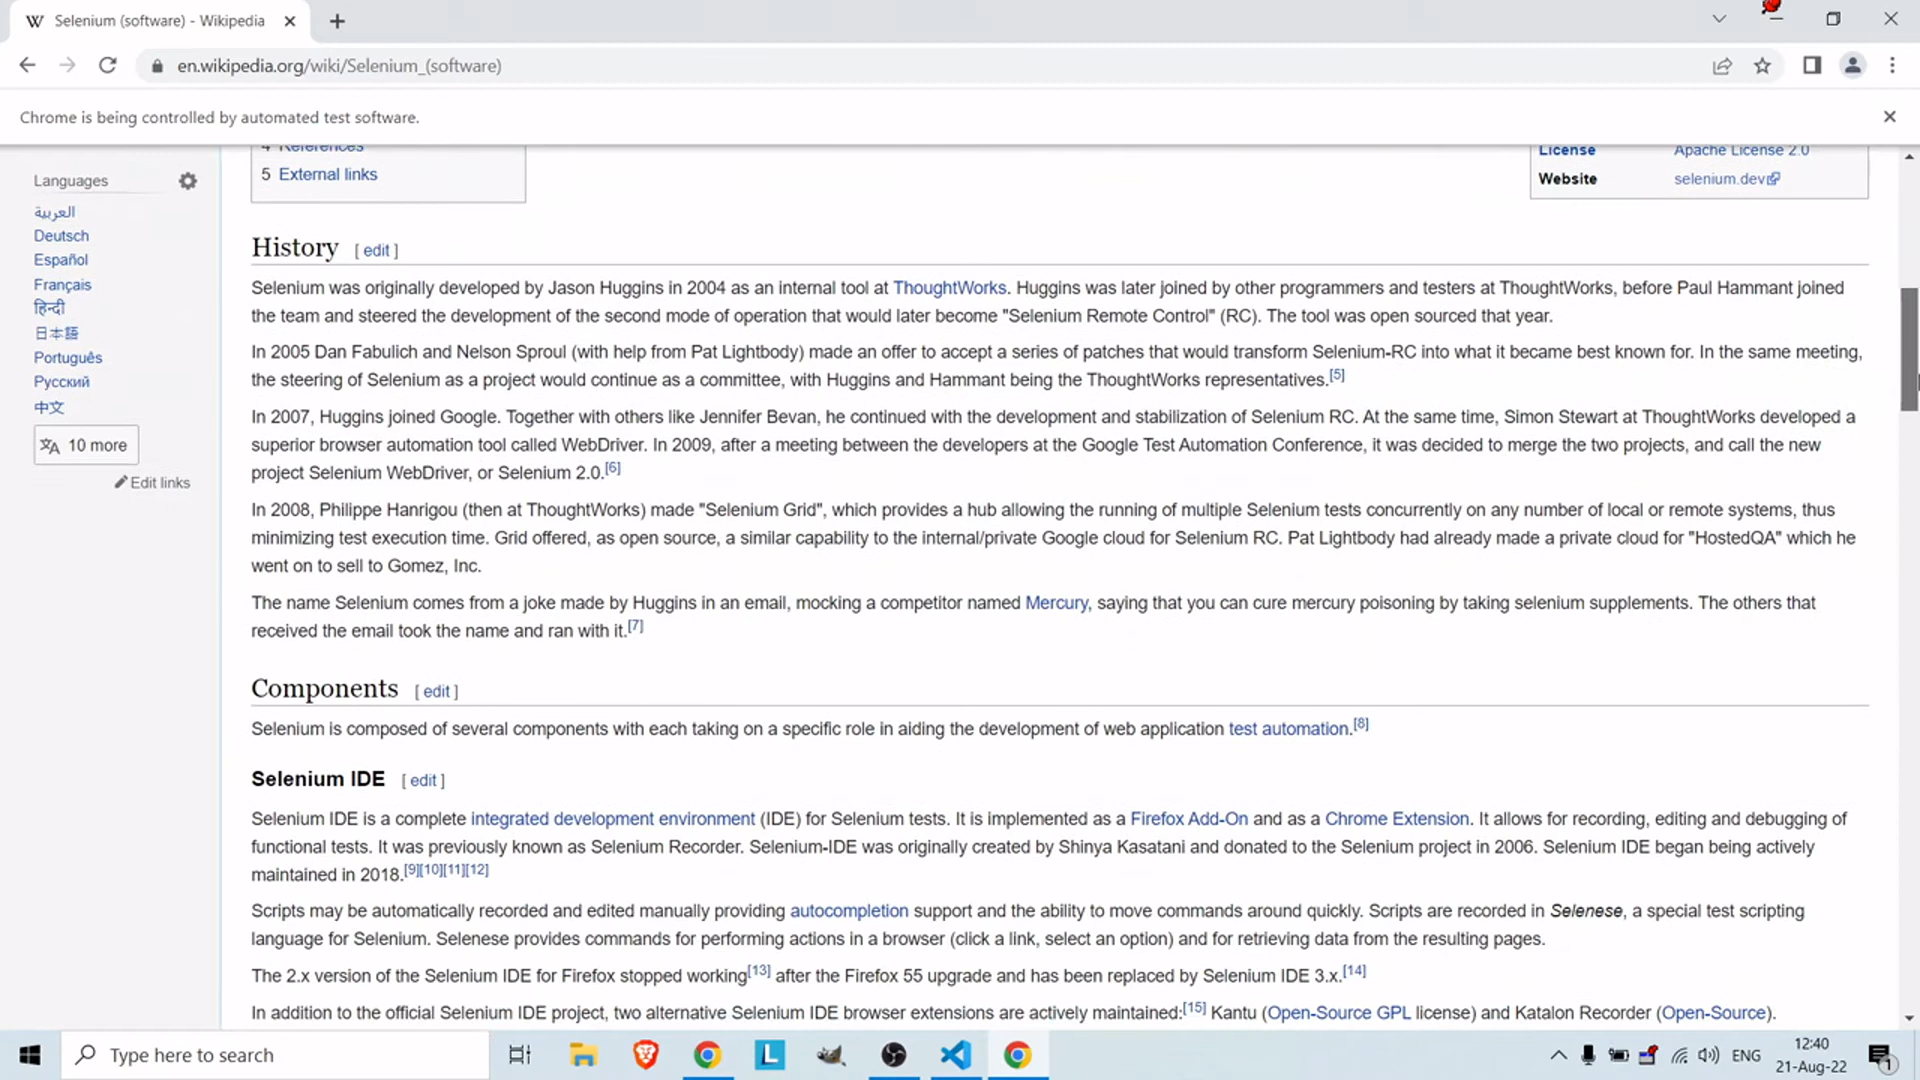 Selenium (software) - Wikipedia
en.wikipedia.org/wiki/Selenium_(software)
Chrome is being controlled by automated test software.
Languages
العربية
Deutsch
Español
Français
हिन्दी
日本語
Português
Русский
中文
10 more
Edit links
4 References
5 External links
License Apache License 2.0
Website selenium.dev
History [ edit ]
Selenium was originally developed by Jason Huggins in 2004 as an internal tool at ThoughtWorks. Huggins was later joined by other programmers and testers at ThoughtWorks, before Paul Hammant joined
the team and steered the development of the second mode of operation that would later become "Selenium Remote Control" (RC). The tool was open sourced that year.
In 2005 Dan Fabulich and Nelson Sproul (with help from Pat Lightbody) made an offer to accept a series of patches that would transform Selenium-RC into what it became best known for. In the same meeting,
the steering of Selenium as a project would continue as a committee, with Huggins and Hammant being the ThoughtWorks representatives.[5]
In 2007, Huggins joined Google. Together with others like Jennifer Bevan, he continued with the development and stabilization of Selenium RC. At the same time, Simon Stewart at ThoughtWorks developed a
superior browser automation tool called WebDriver. In 2009, after a meeting between the developers at the Google Test Automation Conference, it was decided to merge the two projects, and call the new
project Selenium WebDriver, or Selenium 2.0.[6]
In 2008, Philippe Hanrigou (then at ThoughtWorks) made "Selenium Grid", which provides a hub allowing the running of multiple Selenium tests concurrently on any number of local or remote systems, thus
minimizing test execution time. Grid offered, as open source, a similar capability to the internal/private Google cloud for Selenium RC. Pat Lightbody had already made a private cloud for "HostedQA" which he
went on to sell to Gomez, Inc.
The name Selenium comes from a joke made by Huggins in an email, mocking a competitor named Mercury, saying that you can cure mercury poisoning by taking selenium supplements. The others that
received the email took the name and ran with it.[7]
Components [ edit ]
Selenium is composed of several components with each taking on a specific role in aiding the development of web application test automation.[8]
Selenium IDE [ edit ]
Selenium IDE is a complete integrated development environment (IDE) for Selenium tests. It is implemented as a Firefox Add-On and as a Chrome Extension. It allows for recording, editing and debugging of
functional tests. It was previously known as Selenium Recorder. Selenium-IDE was originally created by Shinya Kasatani and donated to the Selenium project in 2006. Selenium IDE began being actively
maintained in 2018.[9][10][11][12]
Scripts may be automatically recorded and edited manually providing autocompletion support and the ability to move commands around quickly. Scripts are recorded in Selenese, a special test scripting
language for Selenium. Selenese provides commands for performing actions in a browser (click a link, select an option) and for retrieving data from the resulting pages.
The 2.x version of the Selenium IDE for Firefox stopped working[13] after the Firefox 55 upgrade and has been replaced by Selenium IDE 3.x.[14]
In addition to the official Selenium IDE project, two alternative Selenium IDE browser extensions are actively maintained:[15] Kantu (Open-Source GPL license) and Katalon Recorder (Open-Source).
Type here to search
ENG
12:40
21-Aug-22
1